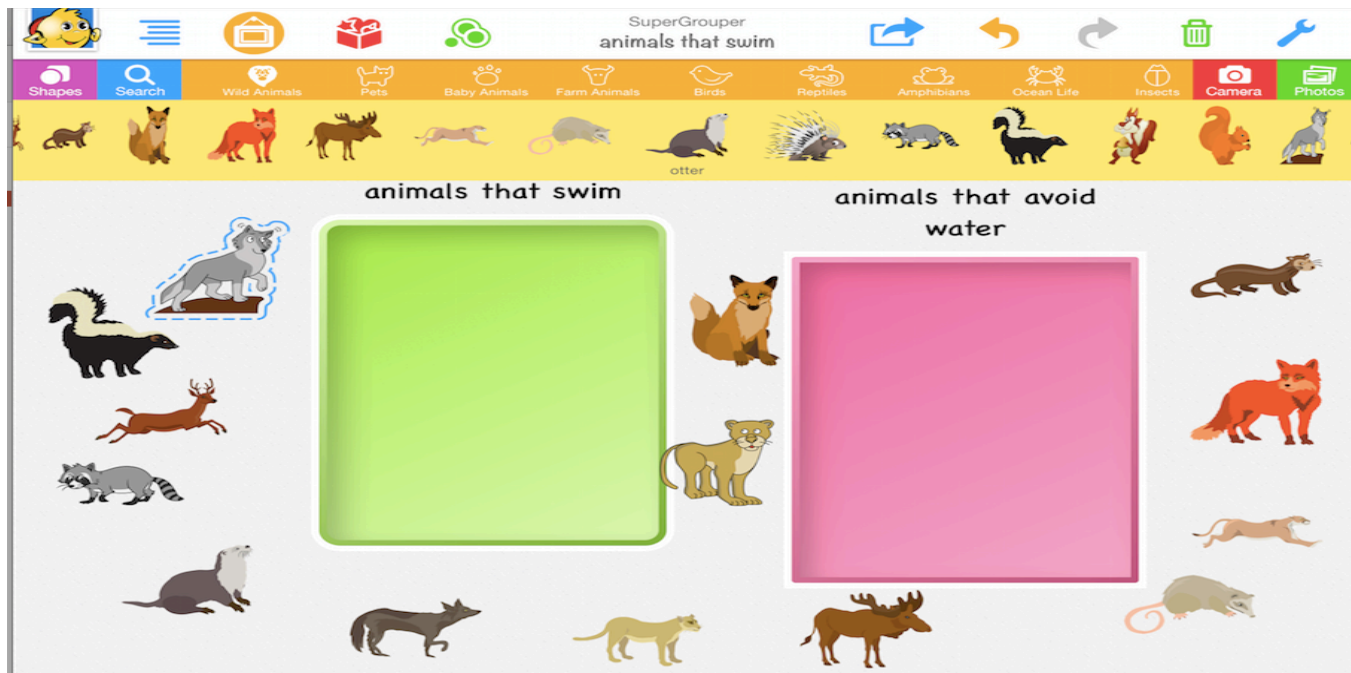 SuperGrouper
animals that swim
Shapes
Search
Wild Animals
Pets
Baby Animals
Farm Animals
Birds
Reptiles
Amphibians
Ocean Life
Insects
Camera
Photos
otter
animals that swim
animals that avoid
water